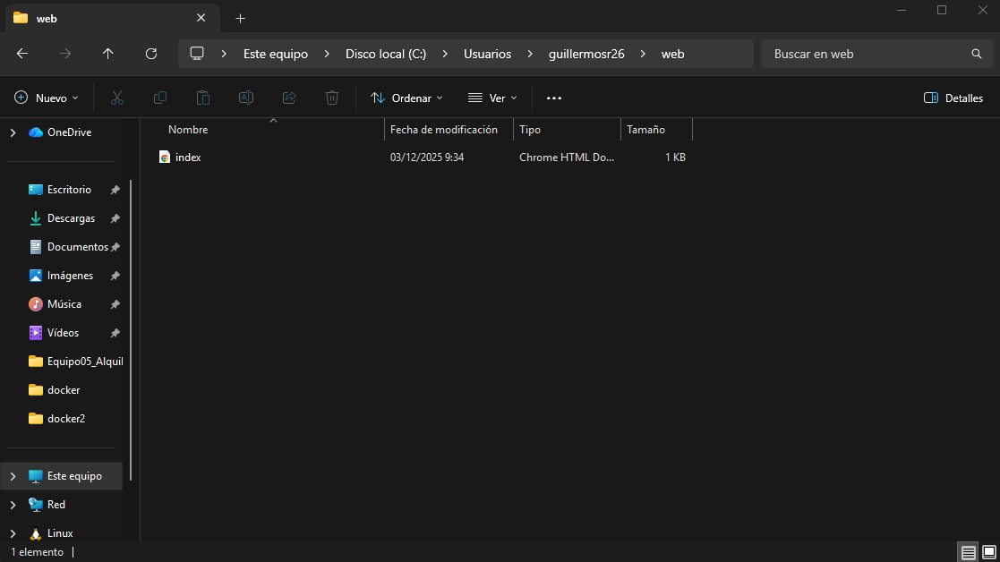 web
Este equipo > Disco local (C:) > Usuarios > guillermosr26 > web
Buscar en web
Nuevo
Ordenar
Ver
Detalles
Nombre Fecha de modificación Tipo Tamaño
index 03/12/2025 9:34 Chrome HTML Do... 1 KB
OneDrive
Escritorio
Descargas
Documentos
Imágenes
Música
Vídeos
Equipo05_Alquil
docker
docker2
Este equipo
Red
Linux
1 elemento